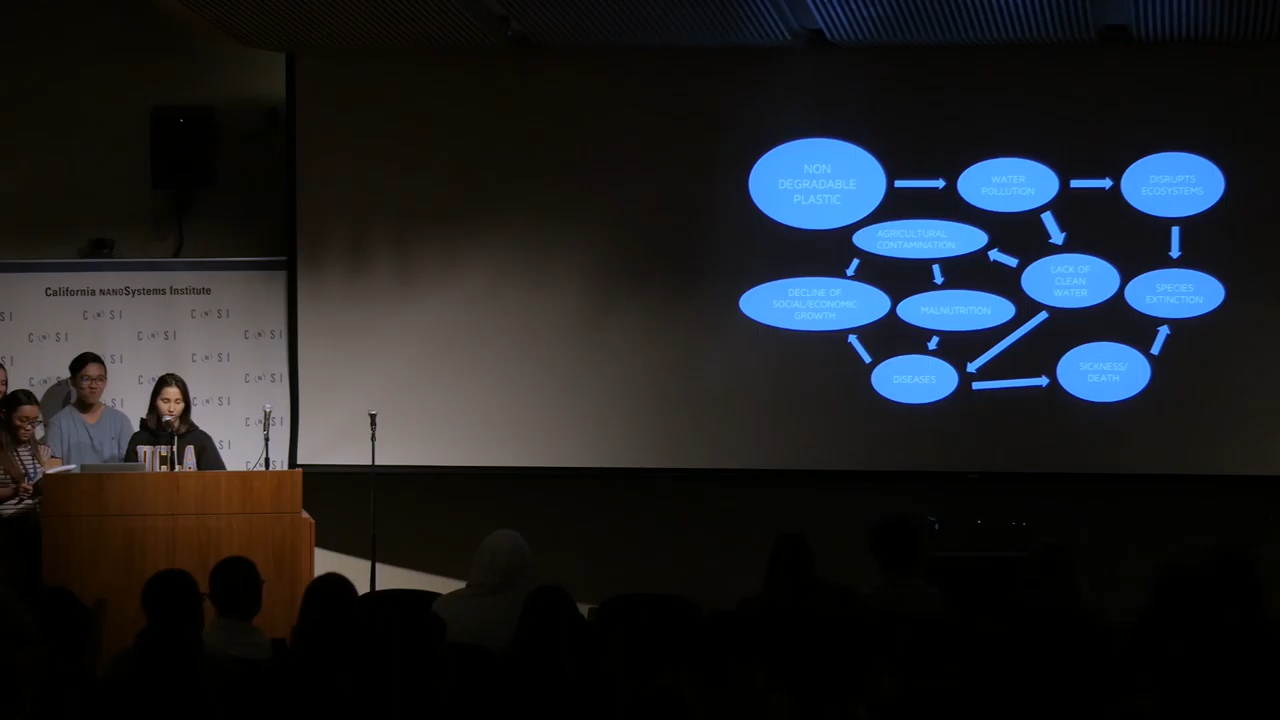 NON
DEGRADABLE
PLASTIC
WATER
POLLUTION
DISRUPTS
ECOSYSTEMS
AGRICULTURAL
CONTAMINATION
LACK OF
CLEAN
WATER
SPECIES
EXTINCTION
DECLINE OF
SOCIAL/ECONOMIC
GROWTH
MALNUTRITION
DISEASES
SICKNESS/
DEATH
California NANOSystems Institute
S I
C (N) S I
C (N) S I
C (N) S I
C (N) S I
S I
C (N) S I
C (N) S I
C (N) S I
C (N) S I
C (N) S I
C (N) S I
S I